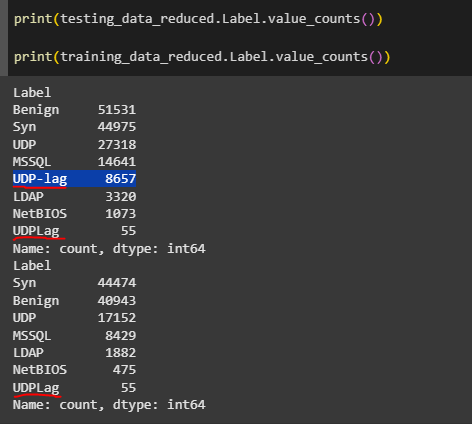 print(testing_data_reduced.Label.value_counts())
print(training_data_reduced.Label.value_counts())
Label
Benign 51531
Syn 44975
UDP 27318
MSSQL 14641
UDP-lag 8657
LDAP 3320
NetBIOS 1073
UDPLag 55
Name: count, dtype: int64
Label
Syn 44474
Benign 40943
UDP 17152
MSSQL 8429
LDAP 1882
NetBIOS 475
UDPLag 55
Name: count, dtype: int64